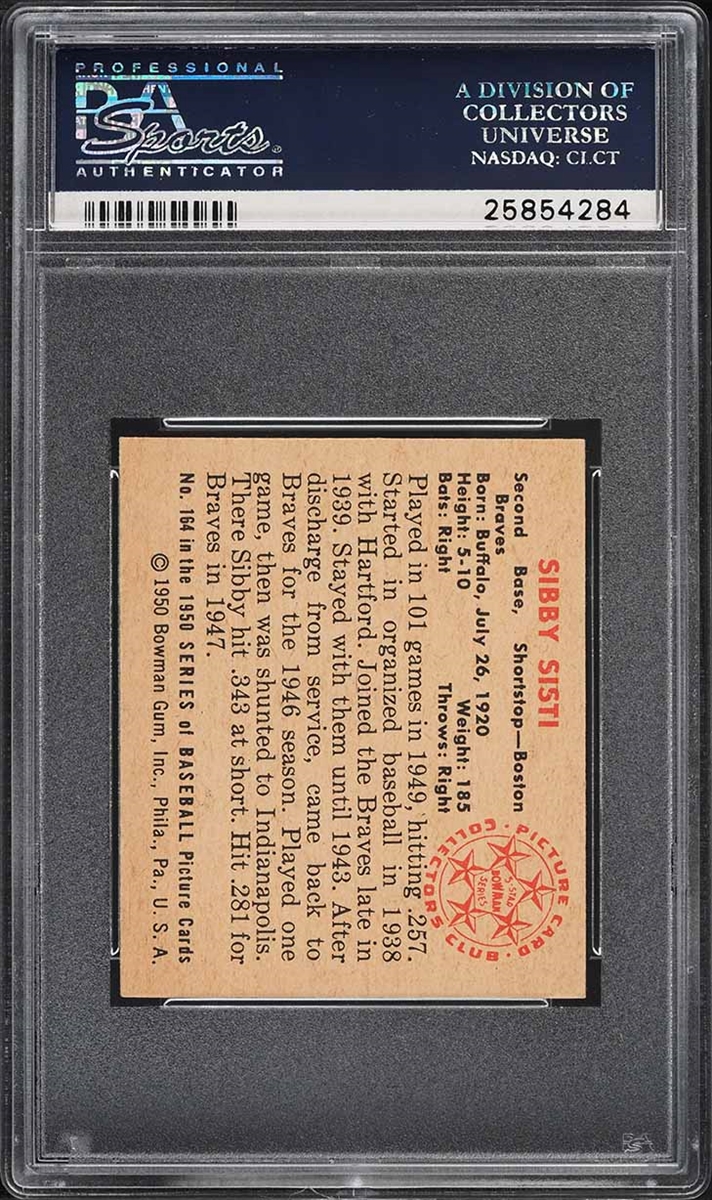 PROFESSIONAL
PSA
Sports
AUTHENTICATOR
A DIVISION OF
COLLECTORS
UNIVERSE
NASDAQ: CLCT
25854284
SIBBY SISTI
Second Base, Shortstop—Boston
Braves
Born: Buffalo, July 26, 1920
Height: 5-10 Weight: 185
Bats: Right Throws: Right
Played in 101 games in 1949, hitting .257.
Started in organized baseball in 1938
with Hartford. Joined the Braves late in
1939. Stayed with them until 1943. After
discharge from service, came back to
Braves for the 1946 season. Played one
game, then was shunted to Indianapolis.
There Sibby hit .343 at short. Hit .281 for
Braves in 1947.
No. 164 in the 1950 SERIES of BASEBALL Picture Cards
© 1950 Bowman Gum, Inc., Phila., Pa., U. S. A.
PICTURE CARD · COLLECTORS CLUB ·
5-STAR
BOWMAN
SERIES
PSA